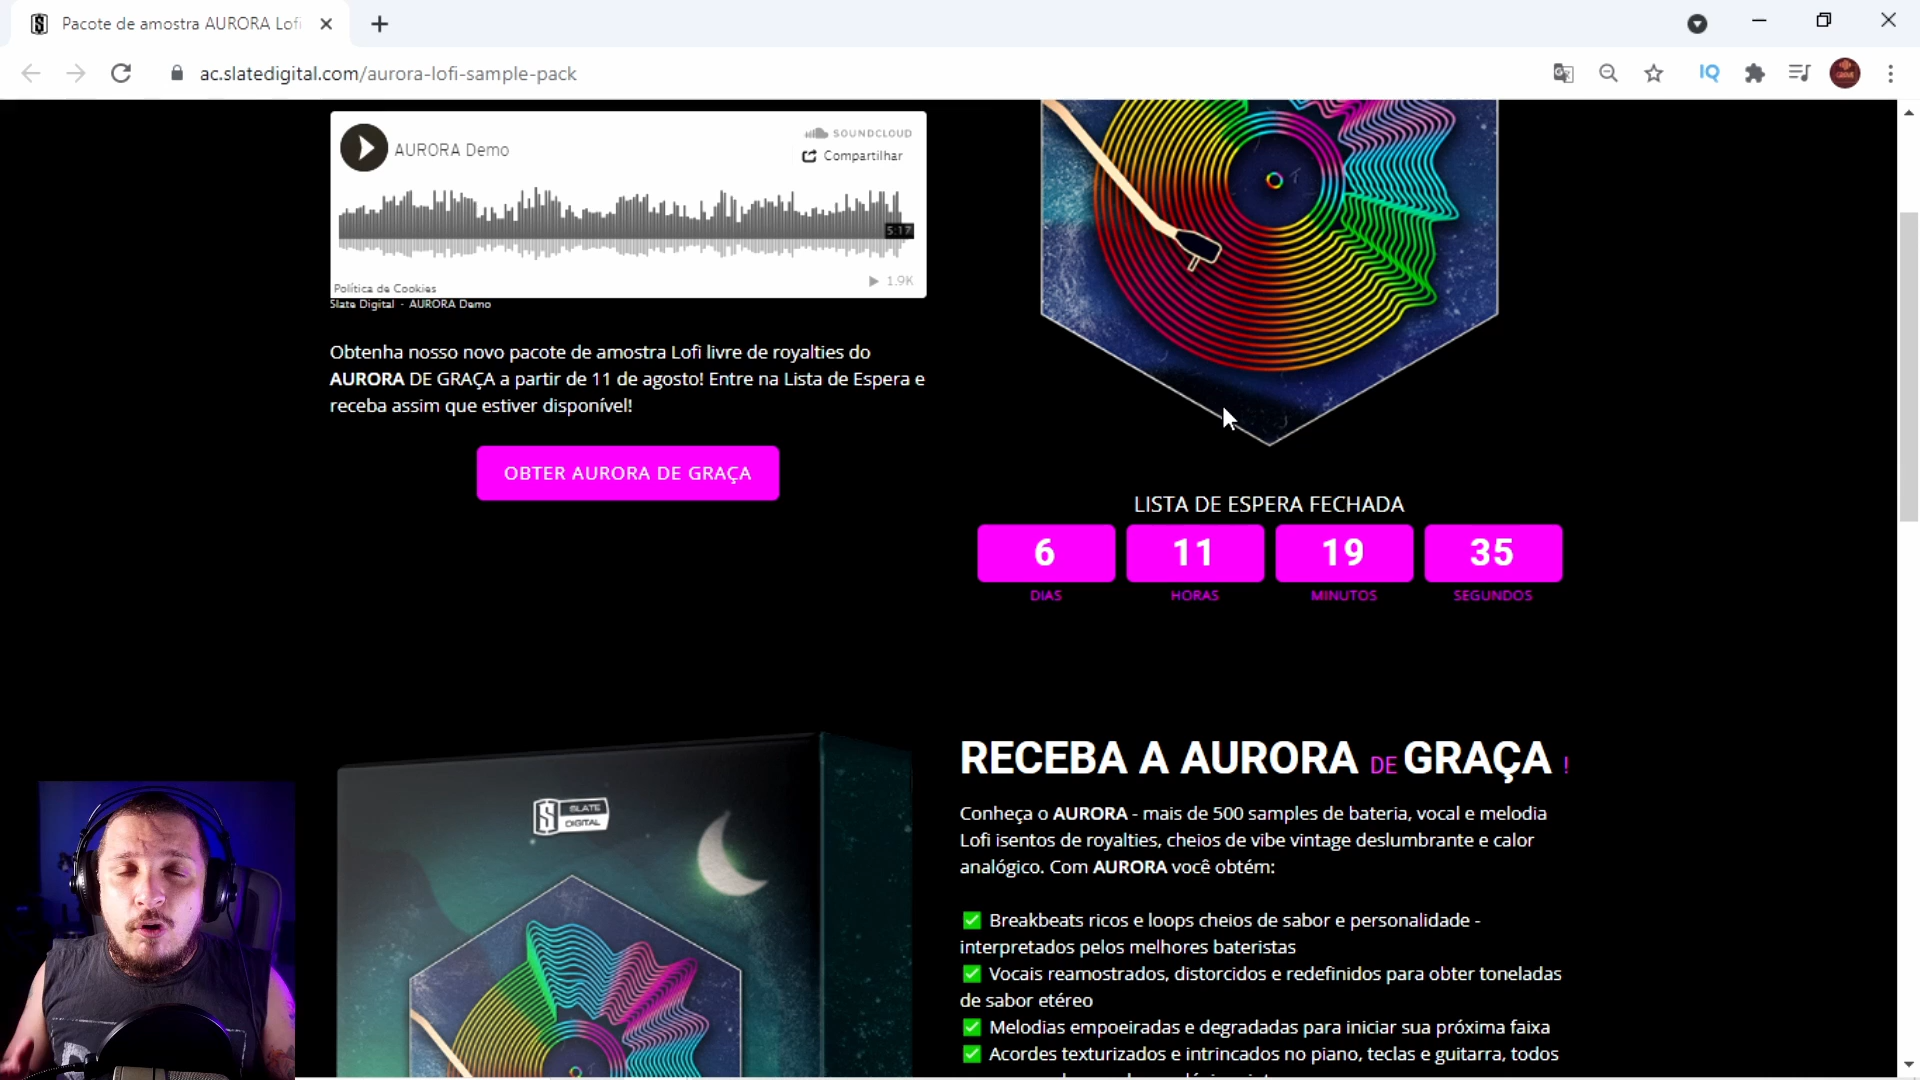 Pacote de amostra AURORA Lofi
ac.slatedigital.com/aurora-lofi-sample-pack
IQ
AURORA Demo
SOUNDCLOUD
Compartilhar
5:17
Política de Cookies
1.9K
Slate Digital · AURORA Demo
Obtenha nosso novo pacote de amostra Lofi livre de royalties do
AURORA DE GRAÇA a partir de 11 de agosto! Entre na Lista de Espera e
receba assim que estiver disponível!
OBTER AURORA DE GRAÇA
LISTA DE ESPERA FECHADA
6 11 19 35
DIAS HORAS MINUTOS SEGUNDOS
SLATE
DIGITAL
RECEBA A AURORA DE GRAÇA !
Conheça o AURORA - mais de 500 samples de bateria, vocal e melodia
Lofi isentos de royalties, cheios de vibe vintage deslumbrante e calor
analógico. Com AURORA você obtém:
✅ Breakbeats ricos e loops cheios de sabor e personalidade -
interpretados pelos melhores bateristas
✅ Vocais reamostrados, distorcidos e redefinidos para obter toneladas
de sabor etéreo
✅ Melodias empoeiradas e degradadas para iniciar sua próxima faixa
✅ Acordes texturizados e intrincados no piano, teclas e guitarra, todos